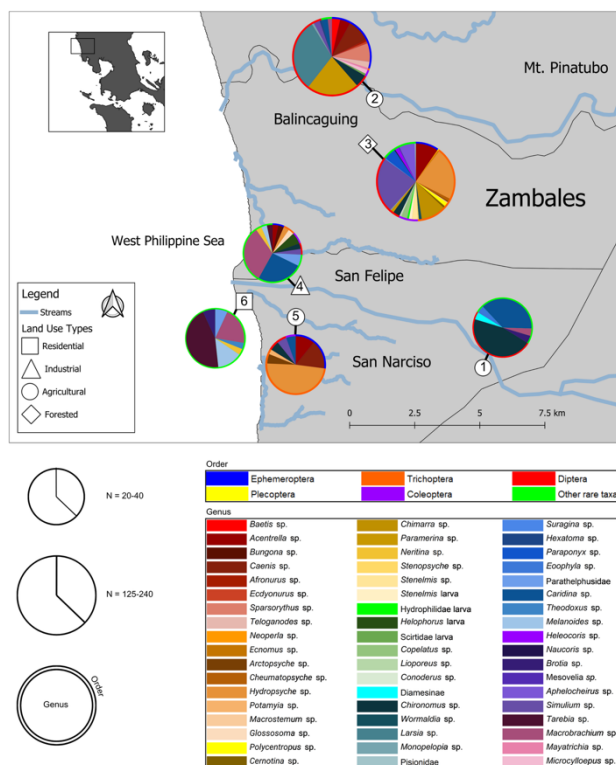 Mt. Pinatubo
2
Balincaguing
3
Zambales
West Philippine Sea
San Felipe
4
6
5
San Narciso
1
0 2.5 5 7.5 km
Legend
Streams
Land Use Types
Residential
Industrial
Agricultural
Forested
N = 20-40
N = 125-240
Genus
Order
Order
Ephemeroptera Trichoptera Diptera
Plecoptera Coleoptera Other rare taxa
Genus
Baetis sp. Chimarra sp. Suragina sp.
Acentrella sp. Paramerina sp. Hexatoma sp.
Bungona sp. Neritina sp. Paraponyx sp.
Caenis sp. Stenopsyche sp. Eoophyla sp.
Afronurus sp. Stenelmis sp. Parathelphusidae
Ecdyonurus sp. Stenelmis larva Caridina sp.
Sparsorythus sp. Hydrophilidae larva Theodoxus sp.
Teloganodes sp. Helophorus larva Melanoides sp.
Neoperla sp. Scirtidae larva Heleocoris sp.
Ecnomus sp. Copelatus sp. Naucoris sp.
Arctopsyche sp. Lioporeus sp. Brotia sp.
Cheumatopsyche sp. Conoderus sp. Mesovelia sp.
Hydropsyche sp. Diamesinae Aphelocheirus sp.
Potamyia sp. Chironomus sp. Simulium sp.
Macrostemum sp. Wormaldia sp. Tarebia sp.
Glossosoma sp. Larsia sp. Macrobrachium sp
Polycentropus sp. Monopelopia sp. Mayatrichia sp.
Cernotina sp. Pisionidae Microcylloepus sp.